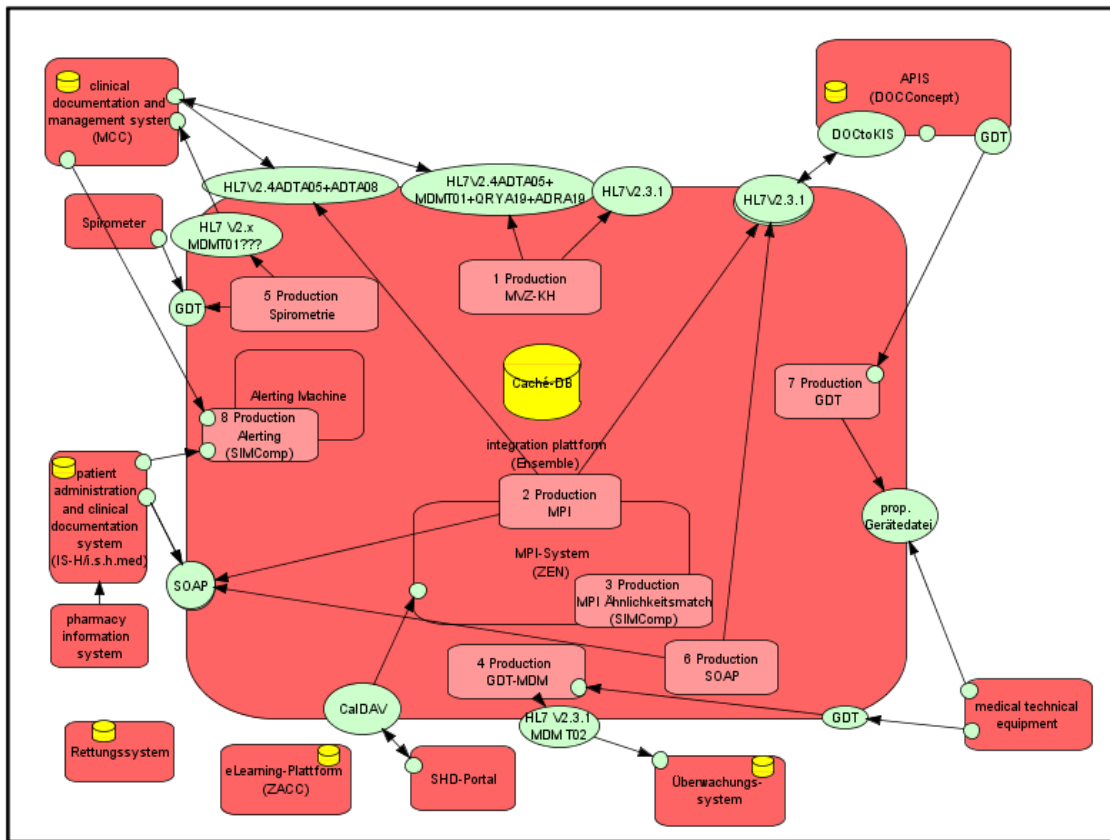 clinical
documentation and
management system
(MCC)
APIS
(DOCConcept)
DOCtoKIS
GDT
HL7V2.4ADTA05+ADTA08
HL7V2.4ADTA05+
MDMT01+QRYA19+ADRA19
HL7V2.3.1
HL7V2.3.1
Spirometer
HL7 V2.x
MDMT01???
1 Production
MVZ-KH
5 Production
Spirometrie
GDT
Caché-DB
7 Production
GDT
Alerting Machine
8 Production
Alerting
(SIMComp)
integration plattform
(Ensemble)
patient
administration
and clinical
documentation
system
(IS-H/i.s.h.med)
2 Production
MPI
prop.
Gerätedatei
MPI-System
(ZEN)
SOAP
3 Production
MPI Ähnlichkeitsmatch
(SIMComp)
pharmacy
information
system
4 Production
GDT-MDM
6 Production
SOAP
CalDAV
HL7 V2.3.1
MDM T02
GDT
medical technical
equipment
Rettungssystem
eLearning-Plattform
(ZACC)
SHD-Portal
Überwachungs-
system